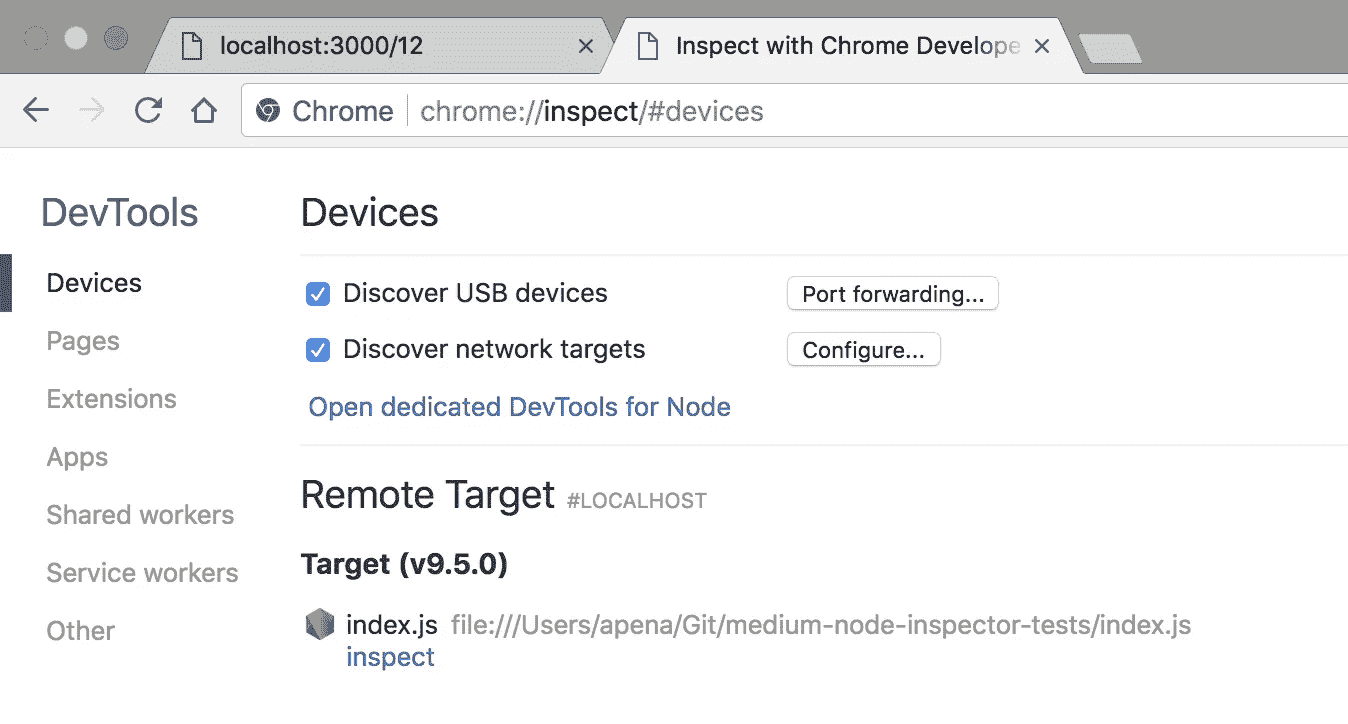 localhost:3000/12
Inspect with Chrome Develope
Chrome chrome://inspect/#devices
DevTools
Devices
Pages
Extensions
Apps
Shared workers
Service workers
Other
Devices
Discover USB devices Port forwarding...
Discover network targets Configure...
Open dedicated DevTools for Node
Remote Target #LOCALHOST
Target (v9.5.0)
index.js file:///Users/apena/Git/medium-node-inspector-tests/index.js
inspect